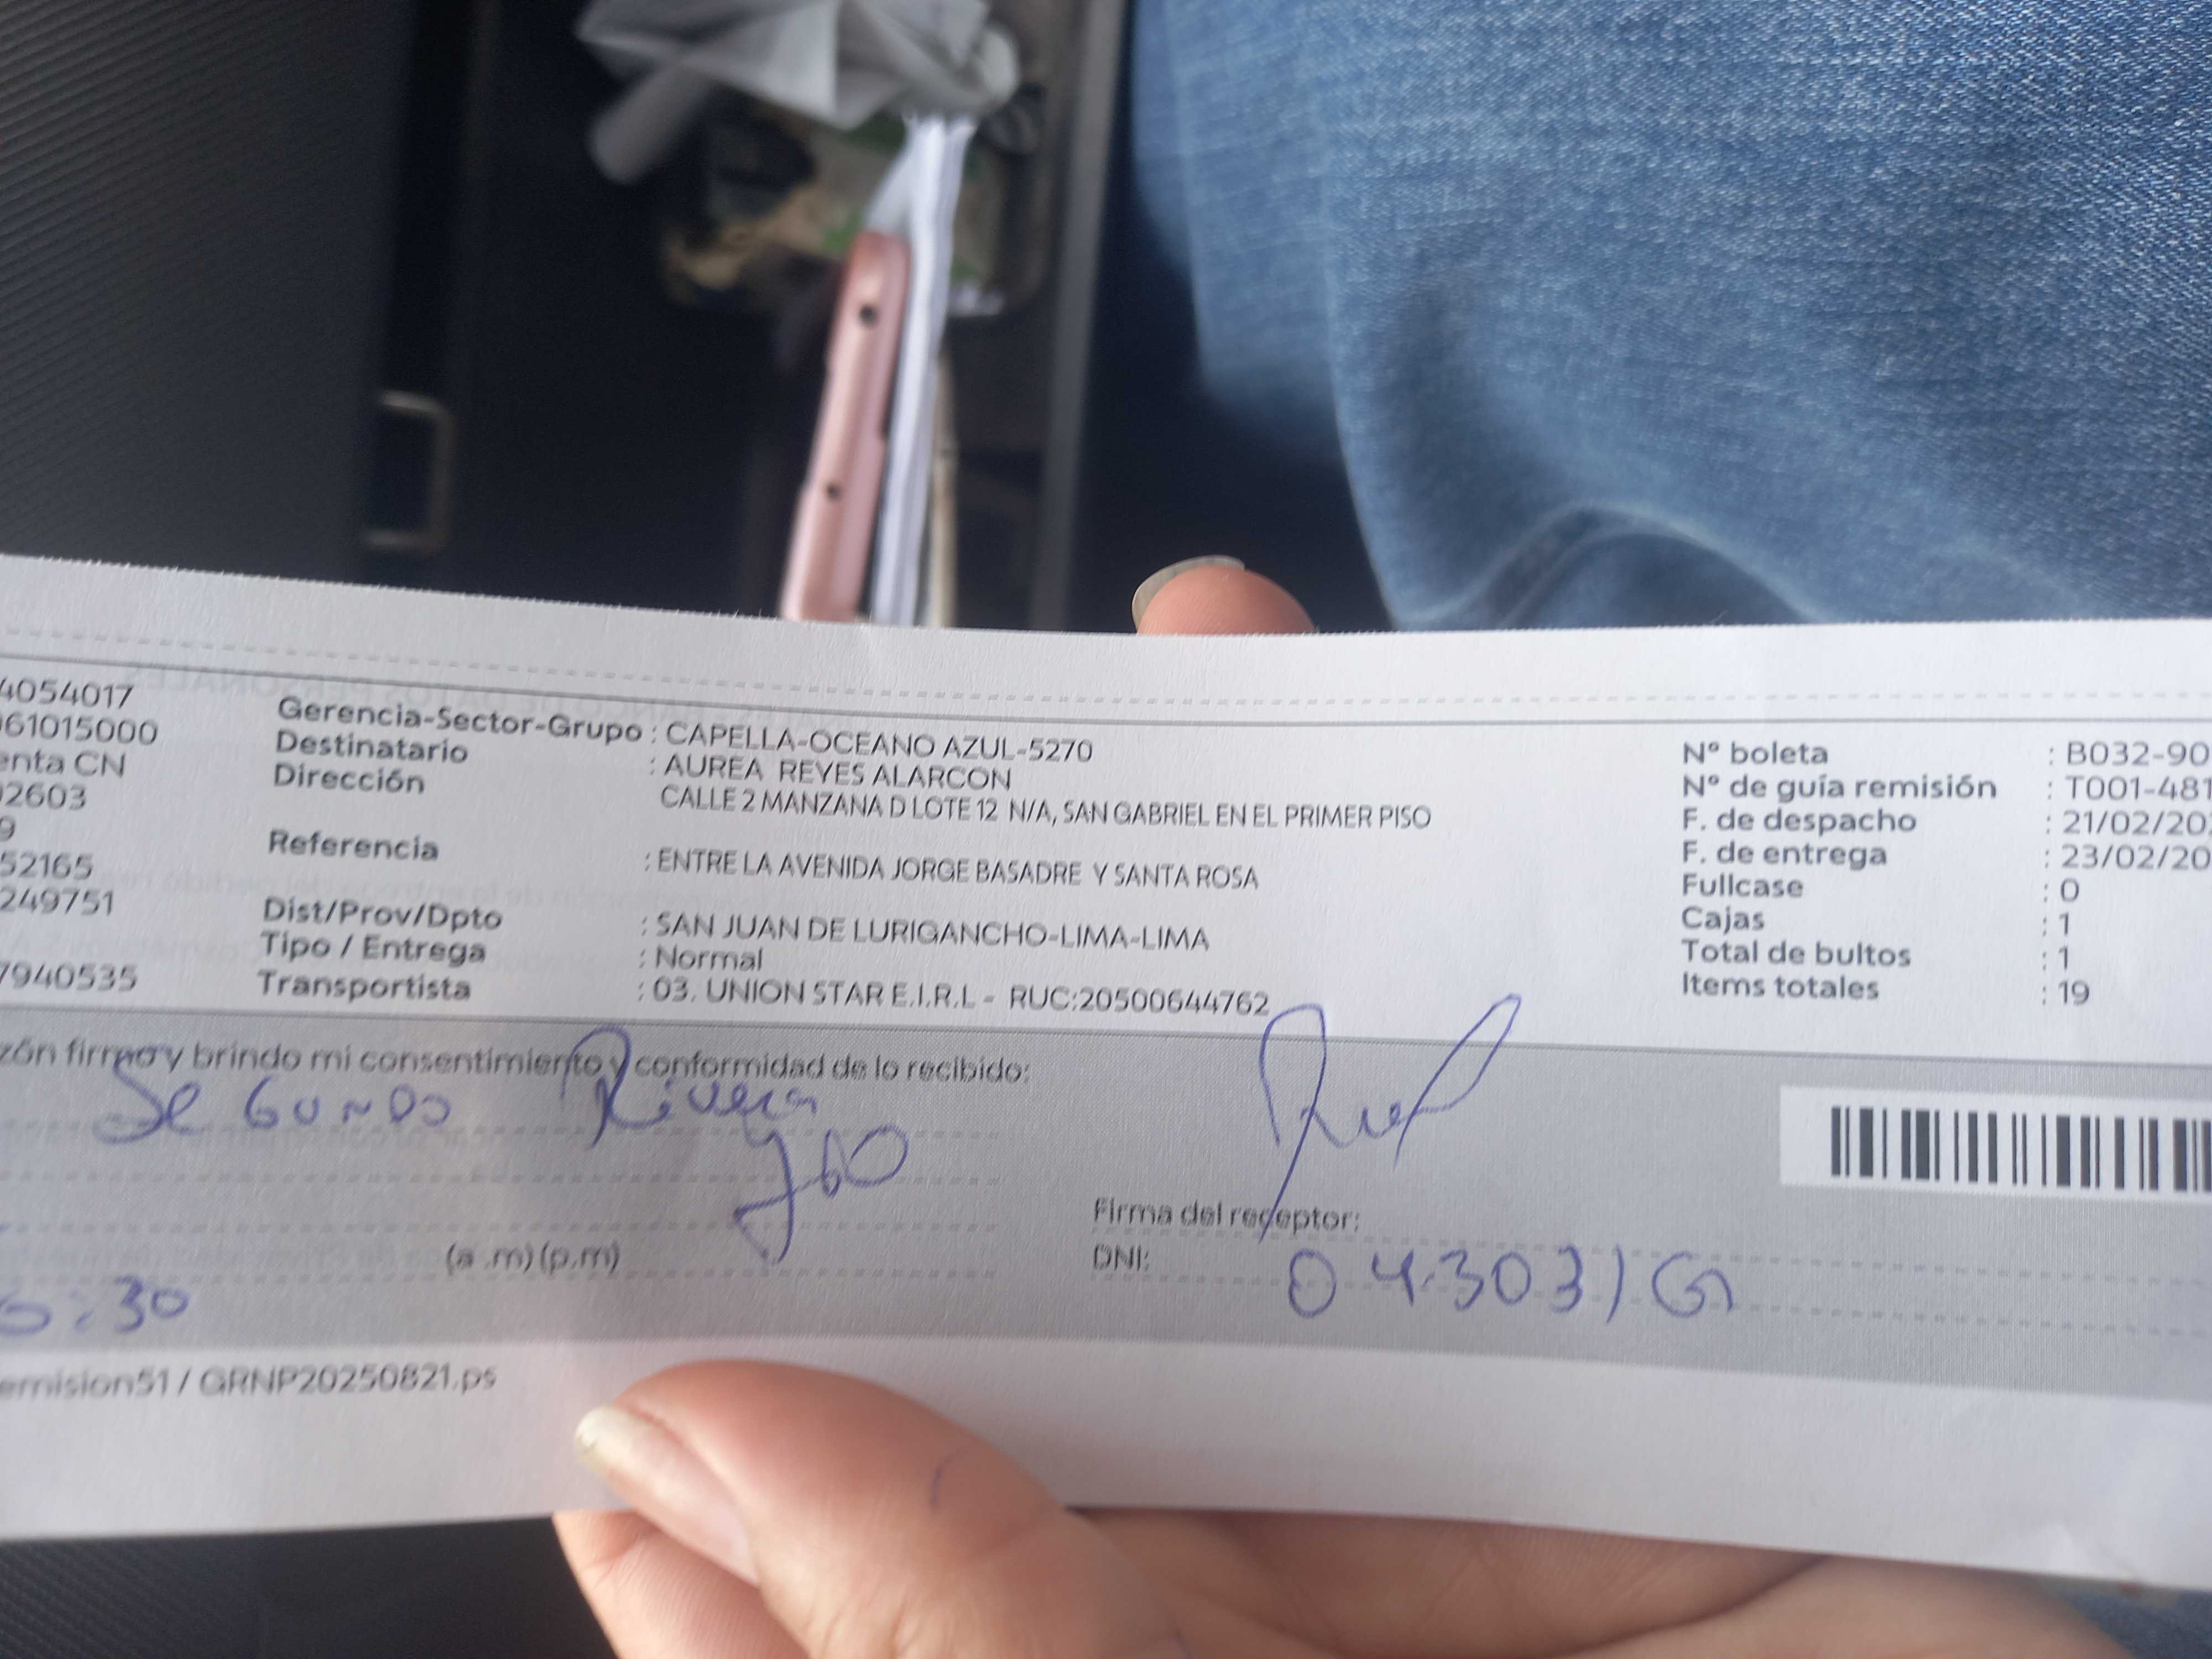 4054017
061015000
enta CN
02603
9
52165
249751
7940535
Gerencia-Sector-Grupo : CAPELLA-OCEANO AZUL-5270
Destinatario : AUREA REYES ALARCON
Dirección CALLE 2 MANZANA D LOTE 12 N/A, SAN GABRIEL EN EL PRIMER PISO
Referencia : ENTRE LA AVENIDA JORGE BASADRE Y SANTA ROSA
Dist/Prov/Dpto : SAN JUAN DE LURIGANCHO-LIMA-LIMA
Tipo / Entrega : Normal
Transportista : 03. UNION STAR E.I.R.L - RUC:20500644762
N° boleta : B032-90
N° de guía remisión : T001-481
F. de despacho : 21/02/20
F. de entrega : 23/02/20
Fullcase : 0
Cajas : 1
Total de bultos : 1
Items totales : 19
zón firma y brindo mi consentimiento y conformidad de lo recibido:
Segundo Rivera
Firma del receptor:
(a .m) (p.m)
DNI: 043031
:30
emision51 / GRNP20250821.ps